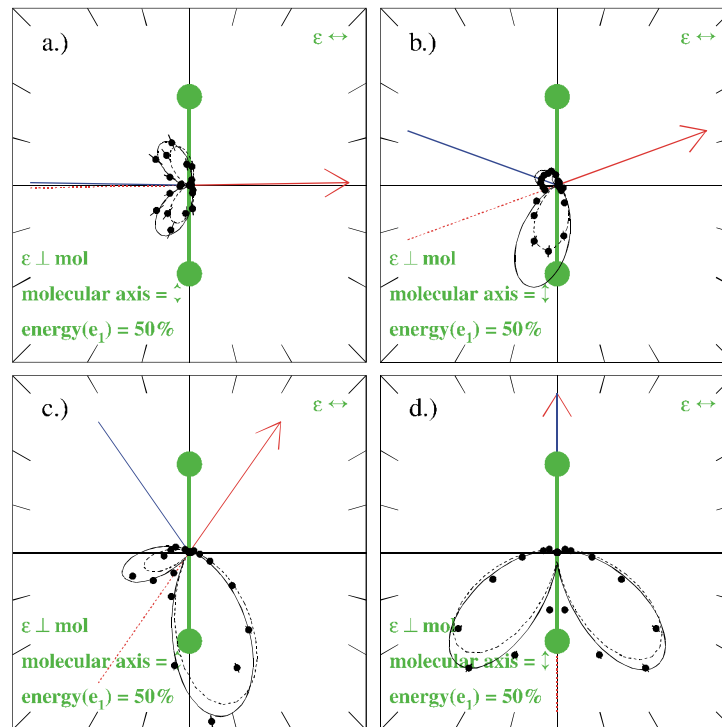 a.)
ε ↔
ε ⊥ mol
molecular axis = ↕
energy(e₁) = 50%
b.)
ε ↔
ε ⊥ mol
molecular axis = ↕
energy(e₁) = 50%
c.)
ε ↔
ε ⊥ mol
molecular axis = ↕
energy(e₁) = 50%
d.)
ε ↔
ε ⊥ mol
molecular axis = ↕
energy(e₁) = 50%